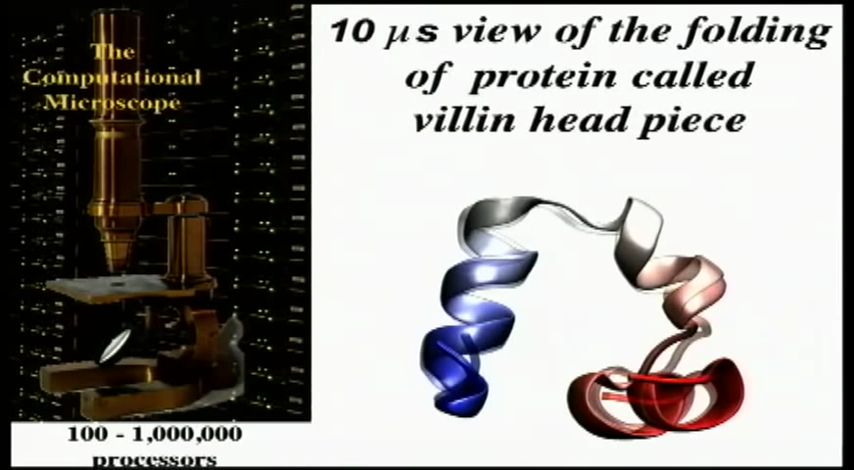 The
Computational
Microscope
10 μs view of the folding
of protein called
villin head piece
100 - 1,000,000
processors